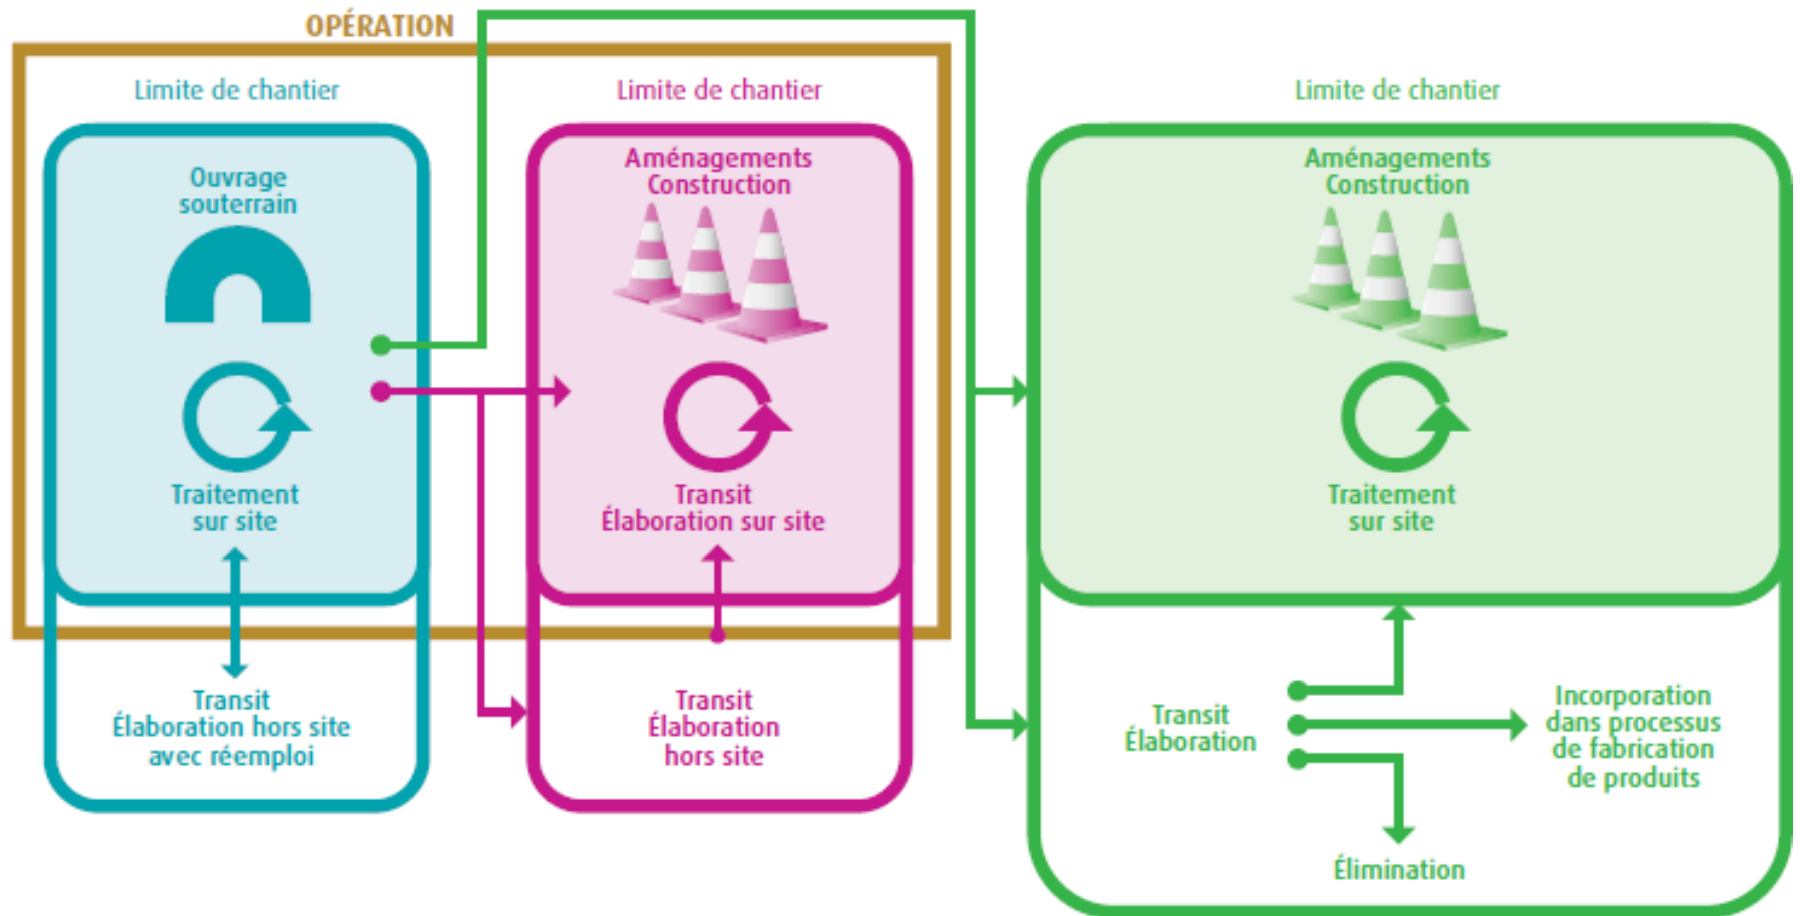 OPÉRATION
Limite de chantier
Ouvrage
souterrain
Traitement
sur site
Transit
Élaboration hors site
avec réemploi
Limite de chantier
Aménagements
Construction
Transit
Élaboration sur site
Transit
Élaboration
hors site
Limite de chantier
Aménagements
Construction
Traitement
sur site
Transit
Élaboration
Incorporation
dans processus
de fabrication
de produits
Élimination